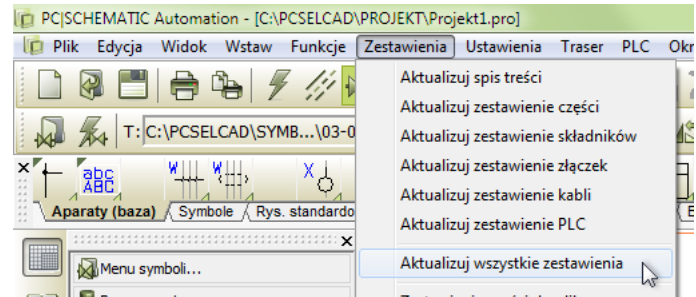 PC|SCHEMATIC Automation - [C:\PCSELCAD\PROJEKT\Projekt1.pro]
Plik Edycja Widok Wstaw Funkcje Zestawienia Ustawienia Traser PLC
Aktualizuj spis treści
Aktualizuj zestawienie części
T: C:\PCSELCAD\SYMB...\03-0
Aktualizuj zestawienie składników
Aktualizuj zestawienie złączek
abc
ABC
W W X
Aktualizuj zestawienie kabli
Aparaty (baza) Symbole Rys. standardo
Aktualizuj zestawienie PLC
Menu symboli...
Aktualizuj wszystkie zestawienia